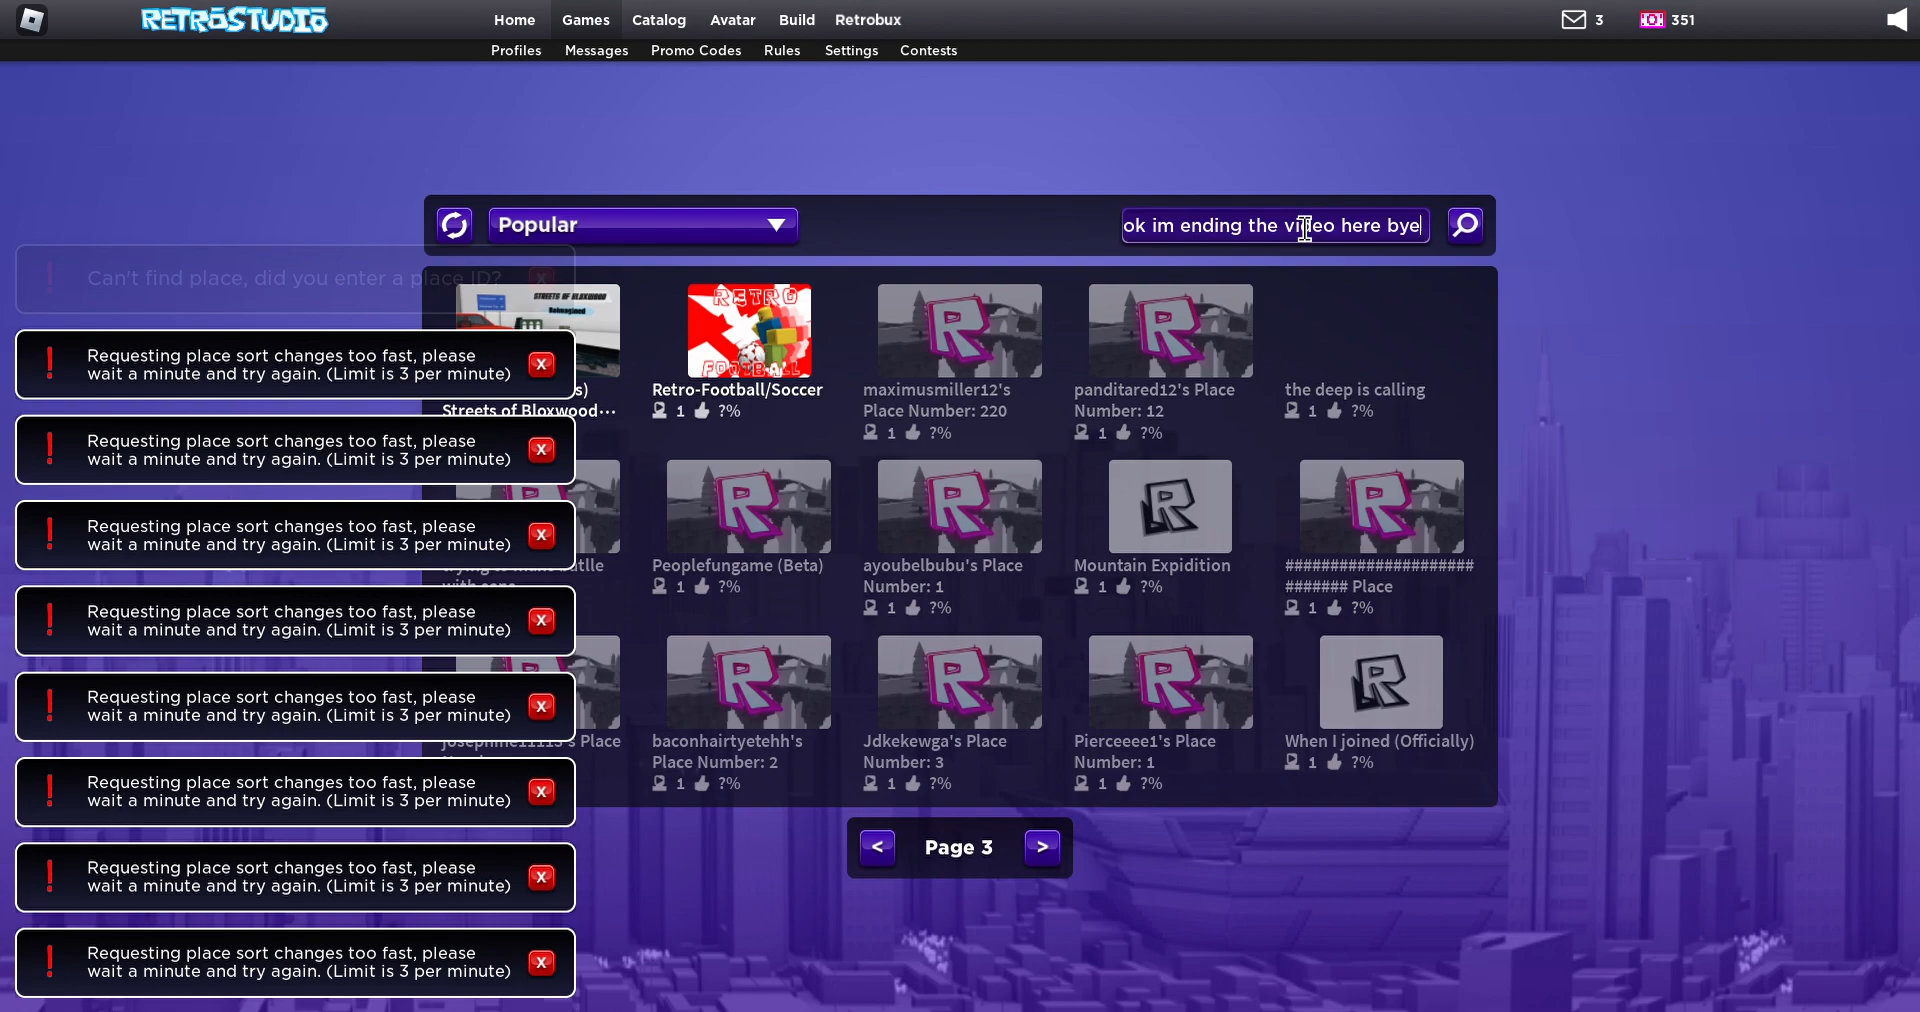 RETROSTUDIO
Home Games Catalog Avatar Build Retrobux
3
351
Profiles Messages Promo Codes Rules Settings Contests
Popular
ok im ending the video here bye
Can't find place, did you enter a place ID?
Requesting place sort changes too fast, please
wait a minute and try again. (Limit is 3 per minute)
X
Requesting place sort changes too fast, please
wait a minute and try again. (Limit is 3 per minute)
X
Requesting place sort changes too fast, please
wait a minute and try again. (Limit is 3 per minute)
X
Requesting place sort changes too fast, please
wait a minute and try again. (Limit is 3 per minute)
X
Requesting place sort changes too fast, please
wait a minute and try again. (Limit is 3 per minute)
X
Requesting place sort changes too fast, please
wait a minute and try again. (Limit is 3 per minute)
X
Requesting place sort changes too fast, please
wait a minute and try again. (Limit is 3 per minute)
X
Requesting place sort changes too fast, please
wait a minute and try again. (Limit is 3 per minute)
X
STREETS OF BLOXWOOD
Reimagined
s)
Streets of Bloxwood...
RETRO
FOOTBALL
Retro-Football/Soccer
1 ?%
maximusmiller12's
Place Number: 220
1 ?%
panditared12's Place
Number: 12
1 ?%
the deep is calling
1 ?%
Peoplefungame (Beta)
1 ?%
ayoubelbubu's Place
Number: 1
1 ?%
Mountain Expidition
1 ?%
#####################
####### Place
1 ?%
josephine11115's Place
baconhairtyetehh's
Place Number: 2
1 ?%
Jdkekewga's Place
Number: 3
1 ?%
Pierceeee1's Place
Number: 1
1 ?%
When I joined (Officially)
1 ?%
< Page 3 >